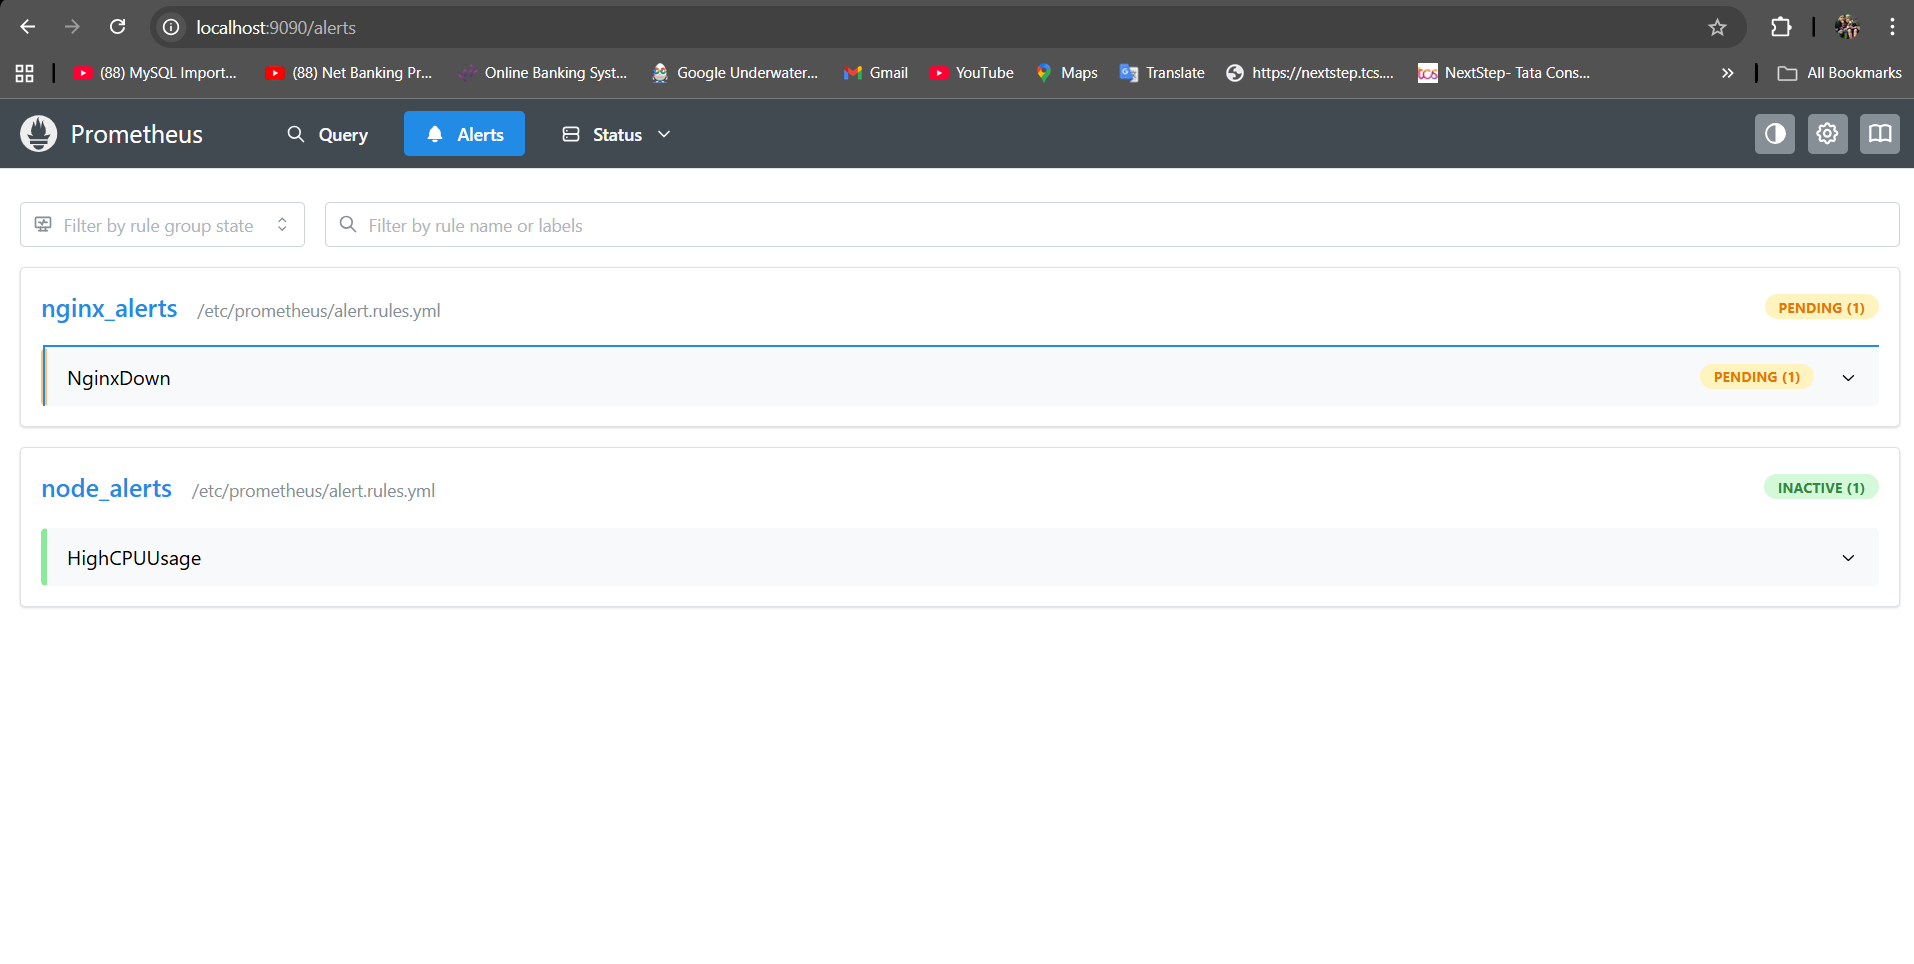 localhost:9090/alerts
(88) MySQL Import... (88) Net Banking Pr... Online Banking Syst... Google Underwater... Gmail YouTube Maps Translate https://nextstep.tcs.... tcs NextStep- Tata Cons... All Bookmarks
Prometheus Query Alerts Status
Filter by rule group state Filter by rule name or labels
nginx_alerts /etc/prometheus/alert.rules.yml PENDING (1)
NginxDown PENDING (1)
node_alerts /etc/prometheus/alert.rules.yml INACTIVE (1)
HighCPUUsage